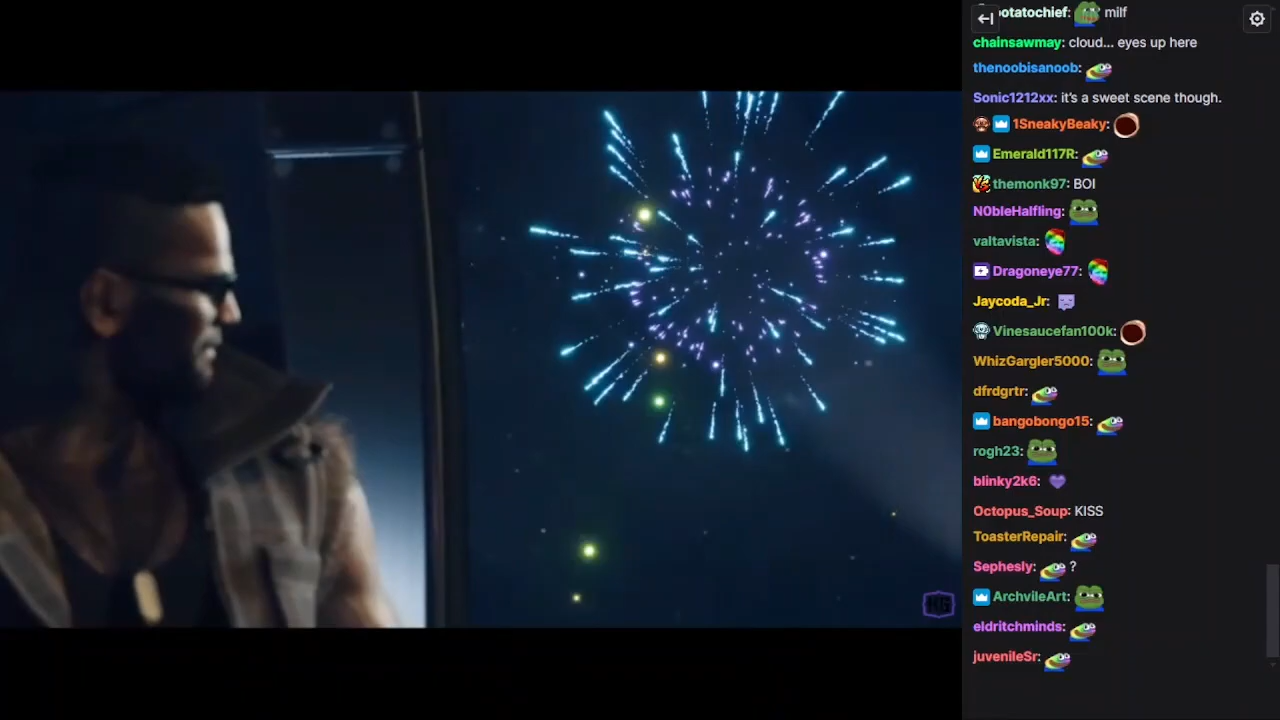 otatochief: milf
chainsawmay: cloud... eyes up here
thenoobisanoob:
Sonic1212xx: it's a sweet scene though.
1SneakyBeaky:
Emerald117R:
themonk97: BOI
N0bleHalfling:
valtavista:
Dragoneye77:
Jaycoda_Jr:
Vinesaucefan100k:
WhizGargler5000:
dfrdgrtr:
bangobongo15:
rogh23:
blinky2k6:
Octopus_Soup: KISS
ToasterRepair:
Sephesly: ?
ArchvileArt:
HG
eldritchminds:
juvenileSr: